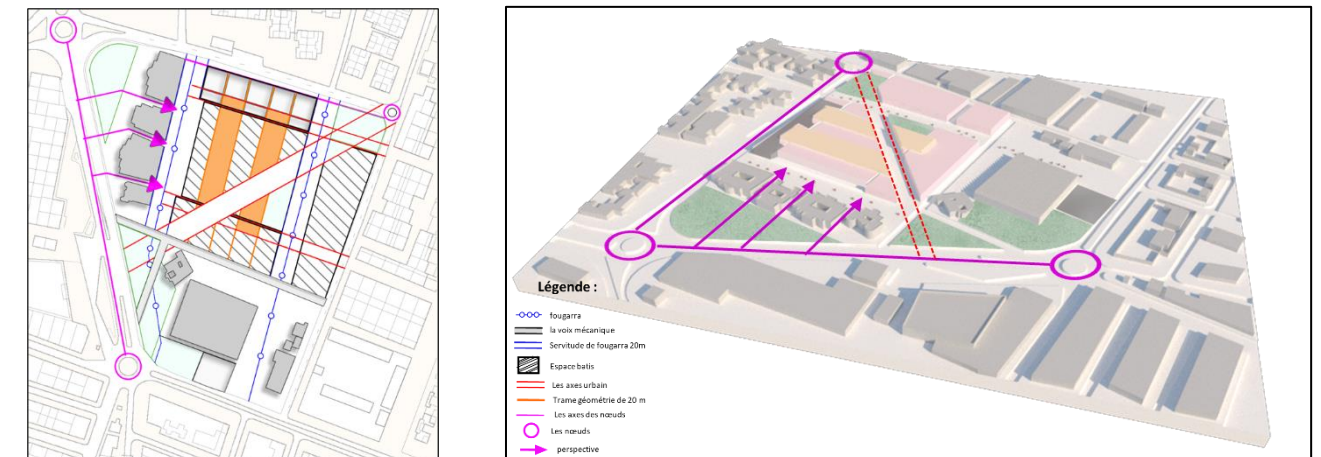 Légende :
fougarra
la voix mécanique
Servitude de fougarra 20m
Espace batis
Les axes urbain
Trame géométrie de 20 m
Les axes des nœuds
Les nœuds
perspective